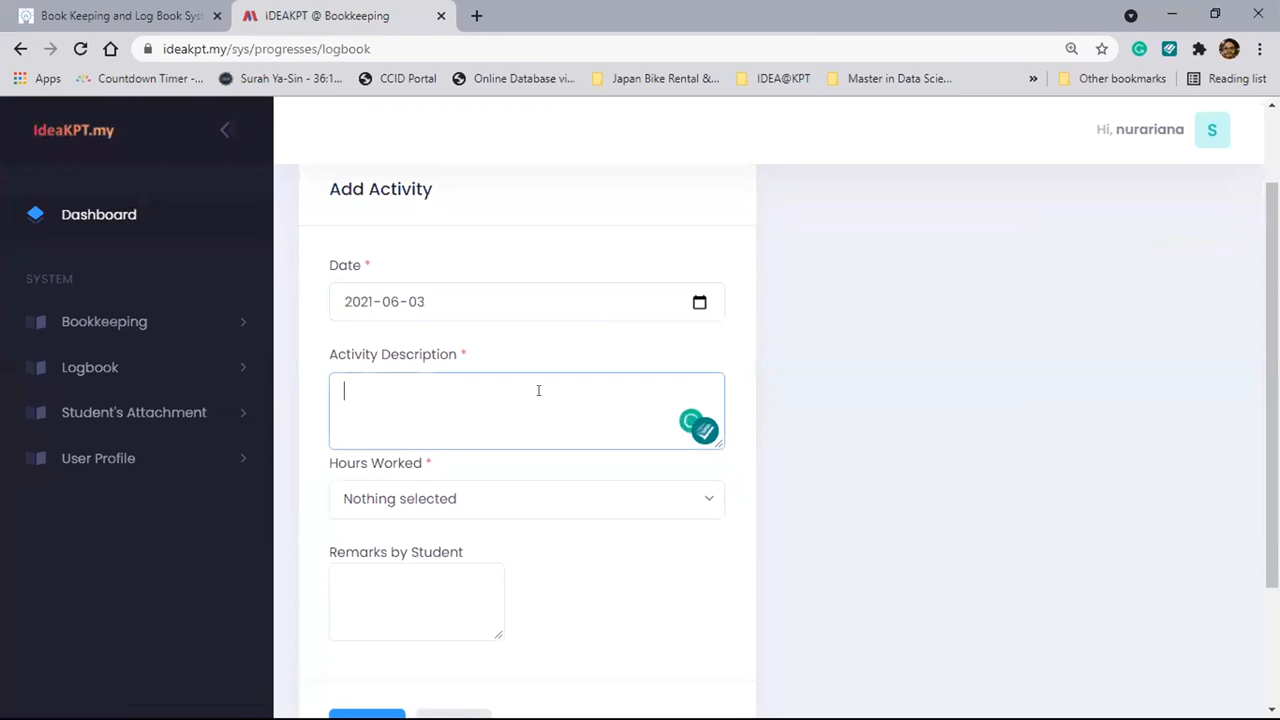 Book Keeping and Log Book Sys
IDEAKPT @ Bookkeeping
ideakpt.my/sys/progresses/logbook
Apps
Countdown Timer -...
Surah Ya-Sin - 36:1...
CCID Portal
Online Database vi...
Japan Bike Rental &...
IDEA@KPT
Master in Data Scie...
»
Other bookmarks
Reading list
IdeaKPT.my
Hi, nurariana
S
Dashboard
SYSTEM
Bookkeeping
Logbook
Student's Attachment
User Profile
Add Activity
Date *
2021-06-03
Activity Description *
Hours Worked *
Nothing selected
Remarks by Student